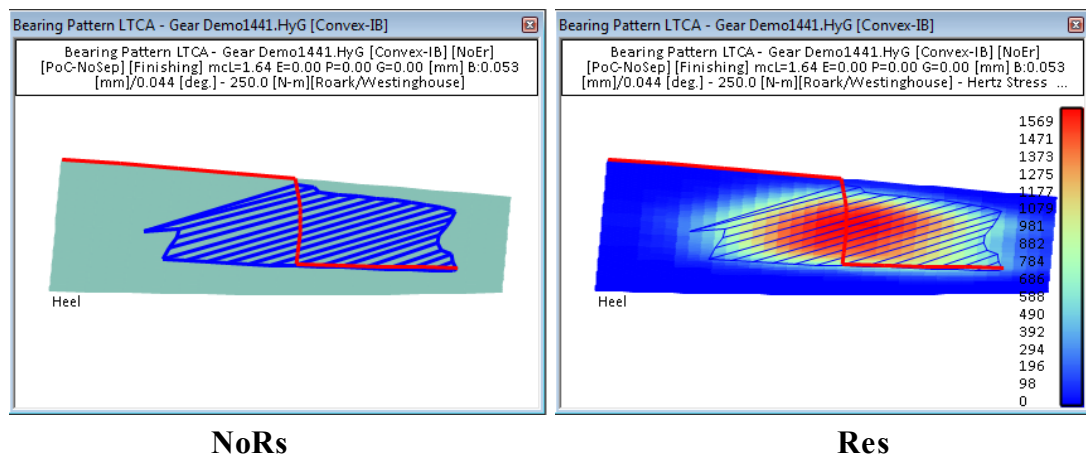 Bearing Pattern LTCA - Gear Demo1441.HyG [Convex-IB]
Bearing Pattern LTCA - Gear Demo1441.HyG [Convex-IB] [NoEr]
[PoC-NoSep] [Finishing] mcL=1.64 E=0.00 P=0.00 G=0.00 [mm] B:0.053
[mm]/0.044 [deg.] - 250.0 [N-m][Roark/Westinghouse]
Heel
NoRs
Bearing Pattern LTCA - Gear Demo1441.HyG [Convex-IB]
Bearing Pattern LTCA - Gear Demo1441.HyG [Convex-IB] [NoEr]
[PoC-NoSep] [Finishing] mcL=1.64 E=0.00 P=0.00 G=0.00 [mm] B:0.053
[mm]/0.044 [deg.] - 250.0 [N-m][Roark/Westinghouse] - Hertz Stress ...
1569
1471
1373
1275
1177
1079
981
882
784
686
588
490
392
294
196
98
0
Heel
Res